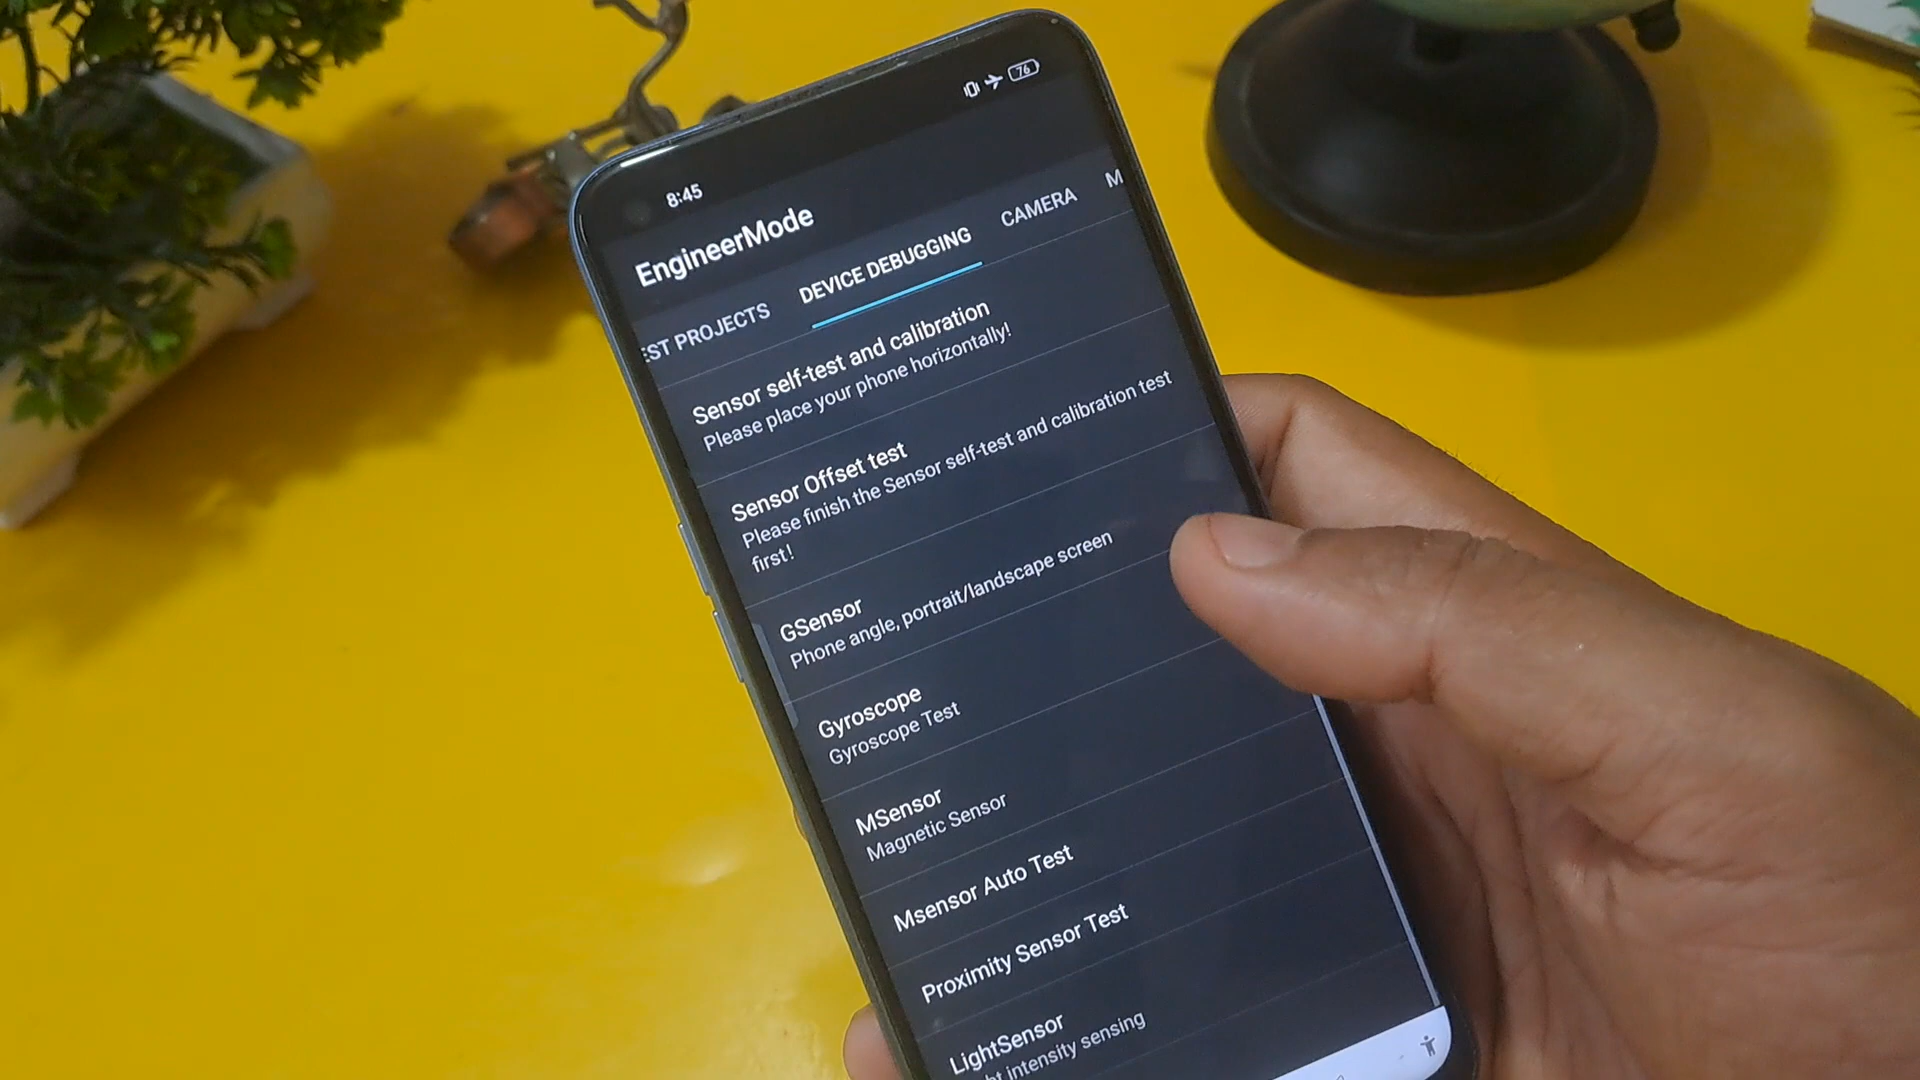 8:45
76
EngineerMode
EST PROJECTS
DEVICE DEBUGGING
CAMERA
M
Sensor self-test and calibration
Please place your phone horizontally!
Sensor Offset test
Please finish the Sensor self-test and calibration test
first!
GSensor
Phone angle, portrait/landscape screen
Gyroscope
Gyroscope Test
MSensor
Magnetic Sensor
Msensor Auto Test
Proximity Sensor Test
LightSensor
intensity sensing